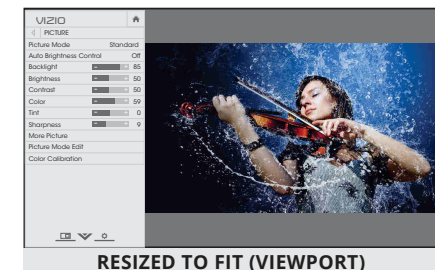 VIZIO
PICTURE
Picture Mode Standard
Auto Brightness Control Off
Backlight 85
Brightness 50
Contrast 50
Color 59
Tint 0
Sharpness 9
More Picture
Picture Mode Edit
Color Calibration
RESIZED TO FIT (VIEWPORT)